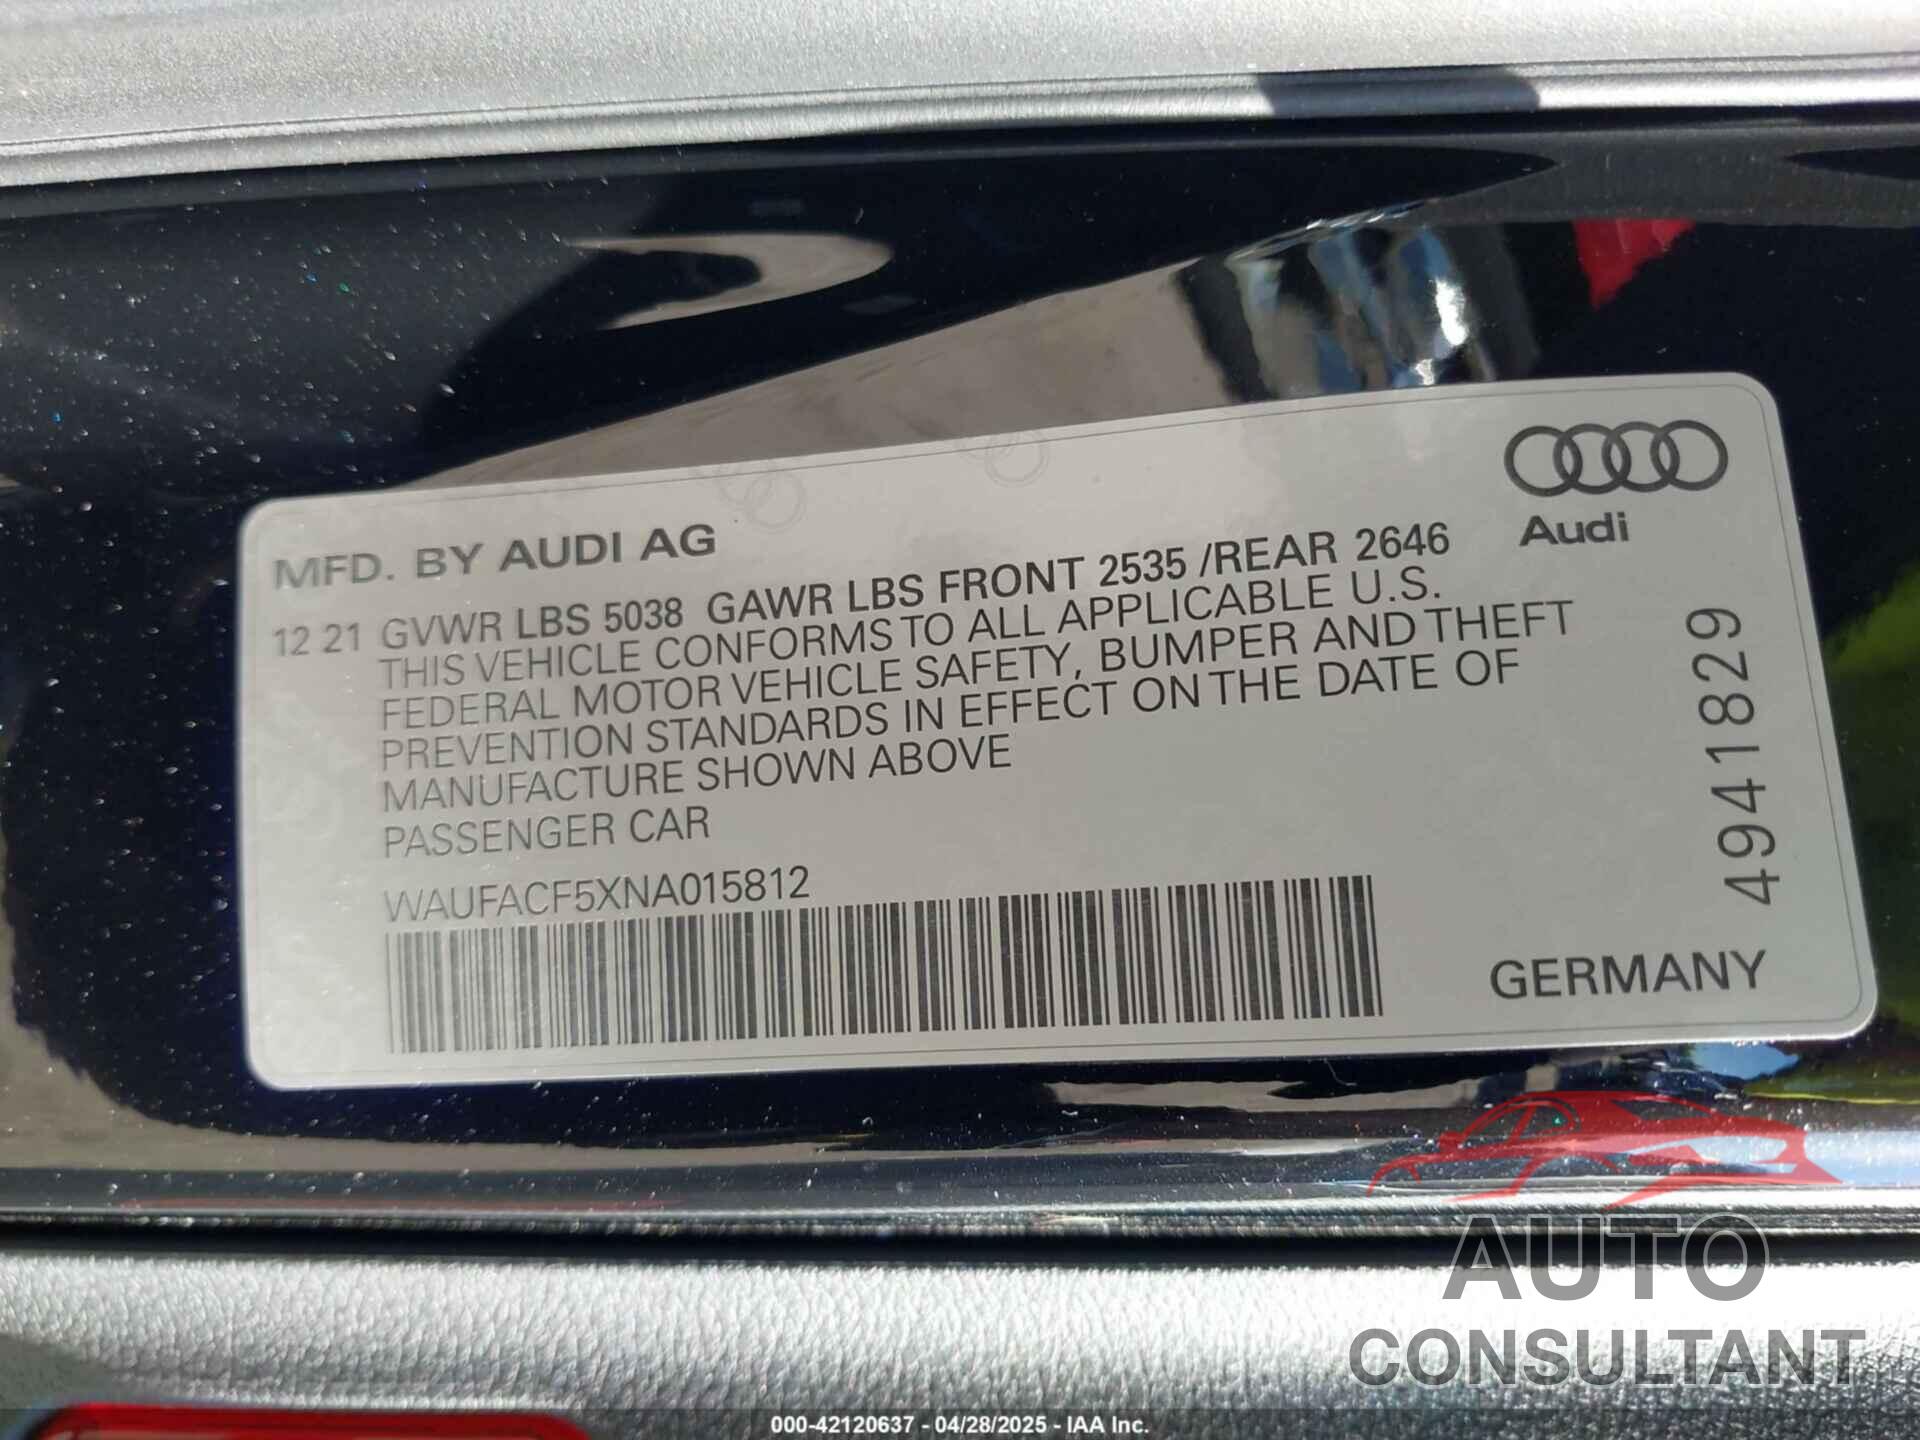 Audi
MFD. BY AUDI AG
12 21 GVWR LBS 5038 GAWR LBS FRONT 2535 /REAR 2646
THIS VEHICLE CONFORMS TO ALL APPLICABLE U.S.
FEDERAL MOTOR VEHICLE SAFETY, BUMPER AND THEFT
PREVENTION STANDARDS IN EFFECT ON THE DATE OF
MANUFACTURE SHOWN ABOVE
PASSENGER CAR
WAUFACF5XNA015812
4941829
GERMANY
AUTO
CONSULTANT
000-42120637 - 04/28/2025 - IAA Inc.